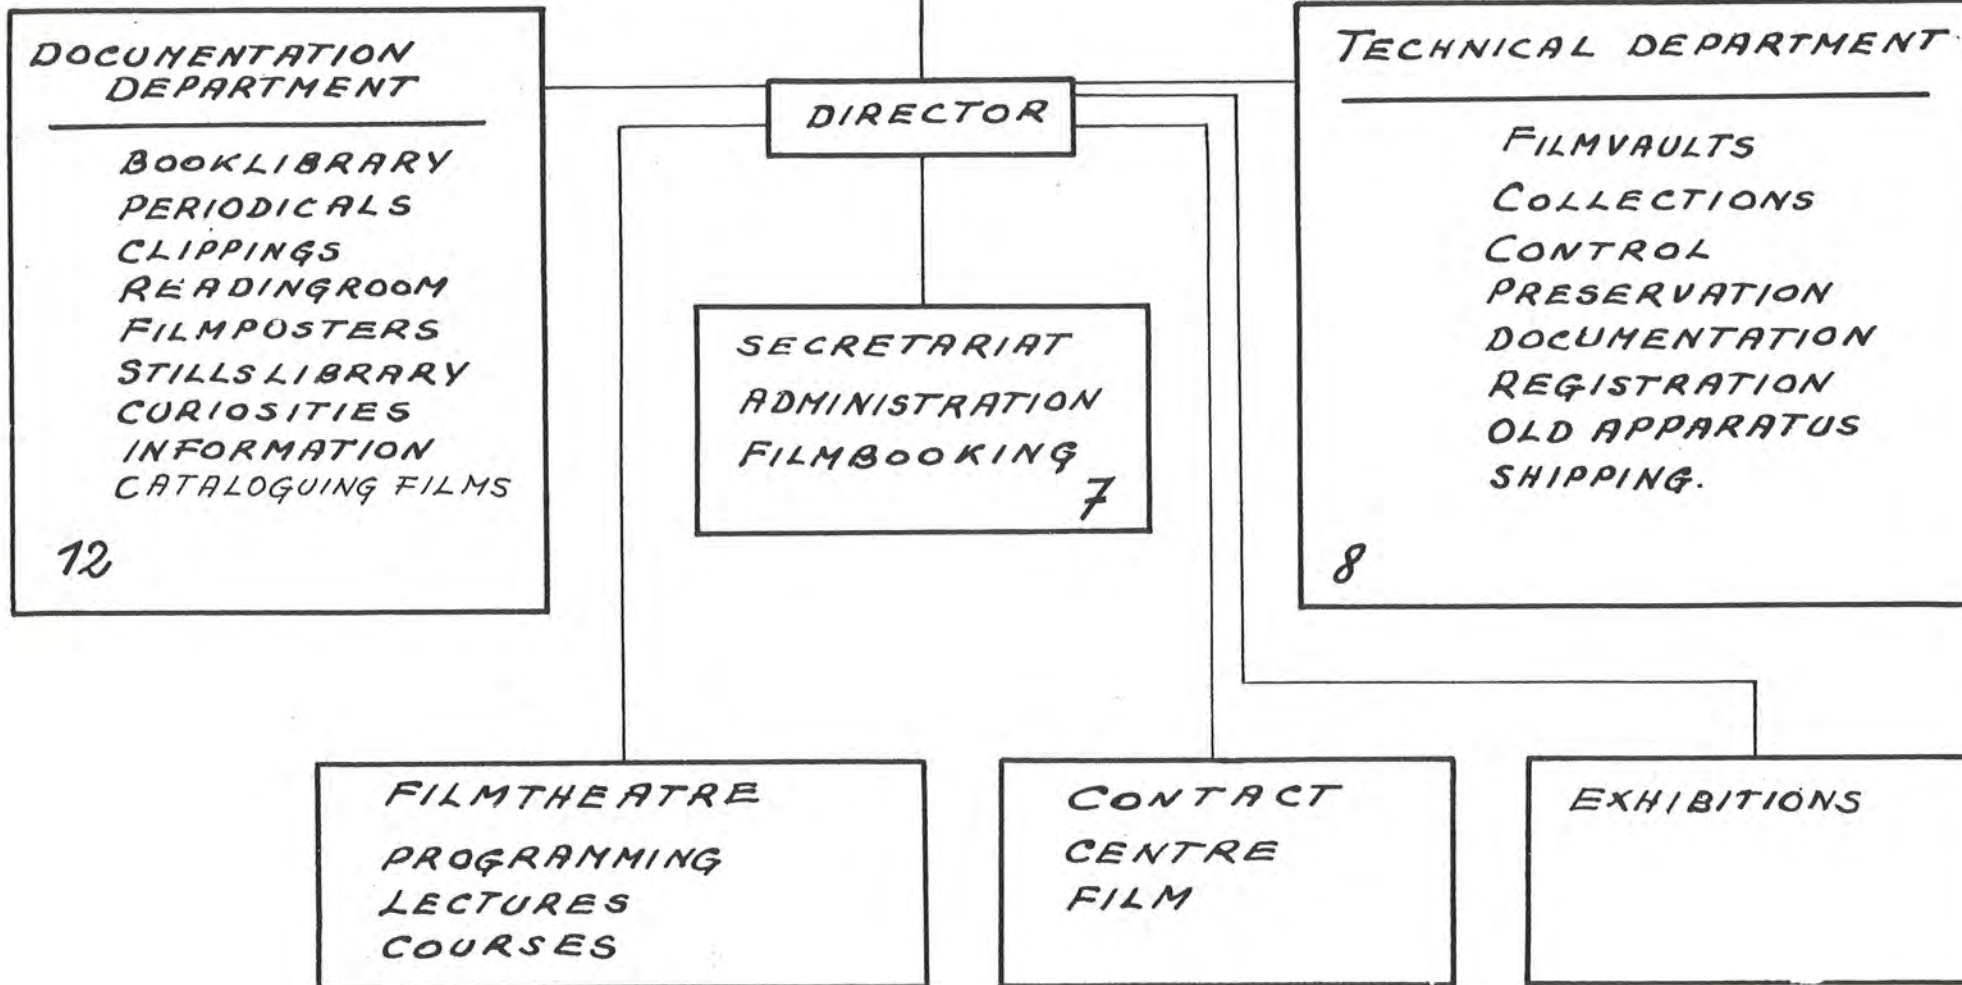 DOCUMENTATION
DEPARTMENT
BOOKLIBRARY
PERIODICALS
CLIPPINGS
READINGROOM
FILMPOSTERS
STILLSLIBRARY
CURIOSITIES
INFORMATION
CATALOGUING FILMS
12
DIRECTOR
SECRETARIAT
ADMINISTRATION
FILMBOOKING
7
TECHNICAL DEPARTMENT
FILMVAULTS
COLLECTIONS
CONTROL
PRESERVATION
DOCUMENTATION
REGISTRATION
OLD APPARATUS
SHIPPING.
8
FILMTHEATRE
PROGRAMMING
LECTURES
COURSES
CONTACT
CENTRE
FILM
EXHIBITIONS